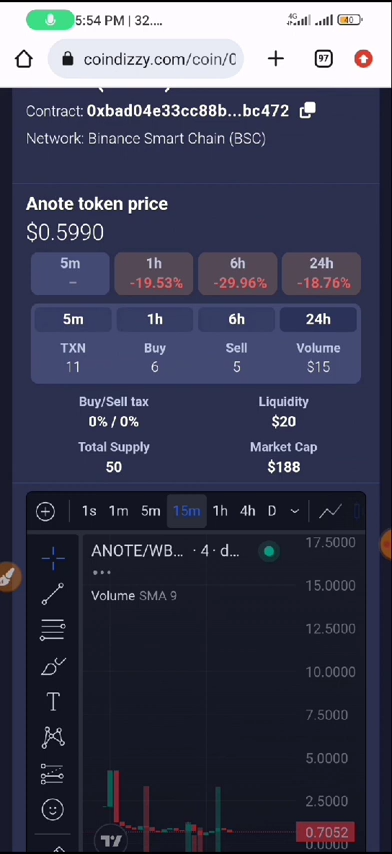 5:54 PM | 32....
4G
40
coindizzy.com/coin/0
97
Contract: 0xbad04e33cc88b...bc472
Network: Binance Smart Chain (BSC)
Anote token price
$0.5990
5m 1h 6h 24h
– -19.53% -29.96% -18.76%
5m 1h 6h 24h
TXN Buy Sell Volume
11 6 5 $15
Buy/Sell tax Liquidity
0% / 0% $20
Total Supply Market Cap
50 $188
1s 1m 5m 15m 1h 4h D
ANOTE/WB... · 4 · d...
17.5000
Volume SMA 9
15.0000
12.5000
10.0000
7.5000
5.0000
2.5000
0.7052
0.0000